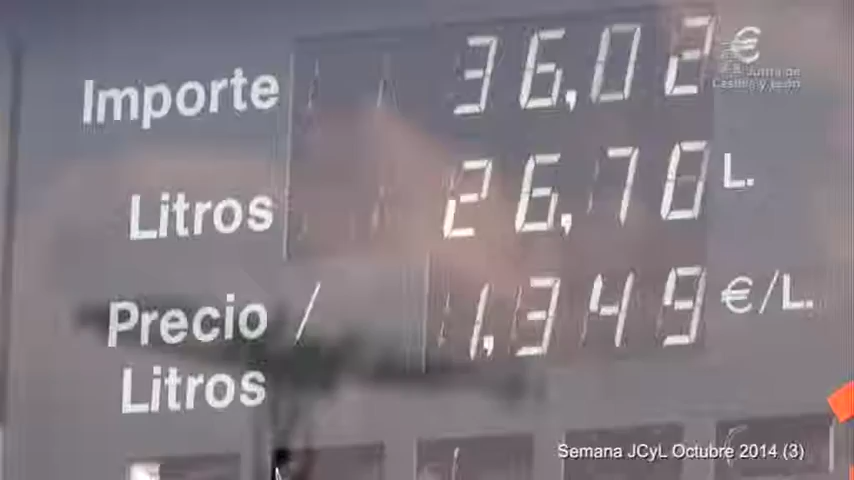 Importe 36,02 €
Junta de
Castilla y León
Litros 26,70 L.
Precio / 1,349 €/L.
Litros
Semana JCyL Octubre 2014 (3)